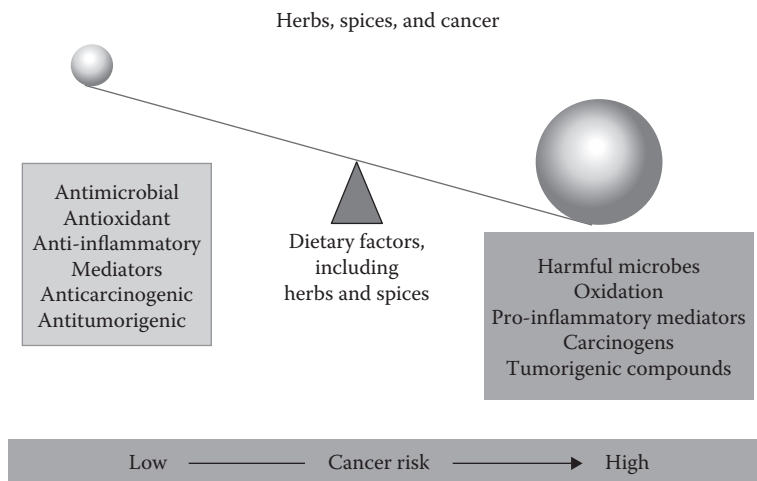 Herbs, spices, and cancer
Antimicrobial
Antioxidant
Anti-inflammatory
Mediators
Anticarcinogenic
Antitumorigenic
Dietary factors,
including
herbs and spices
Harmful microbes
Oxidation
Pro-inflammatory mediators
Carcinogens
Tumorigenic compounds
Low Cancer risk High